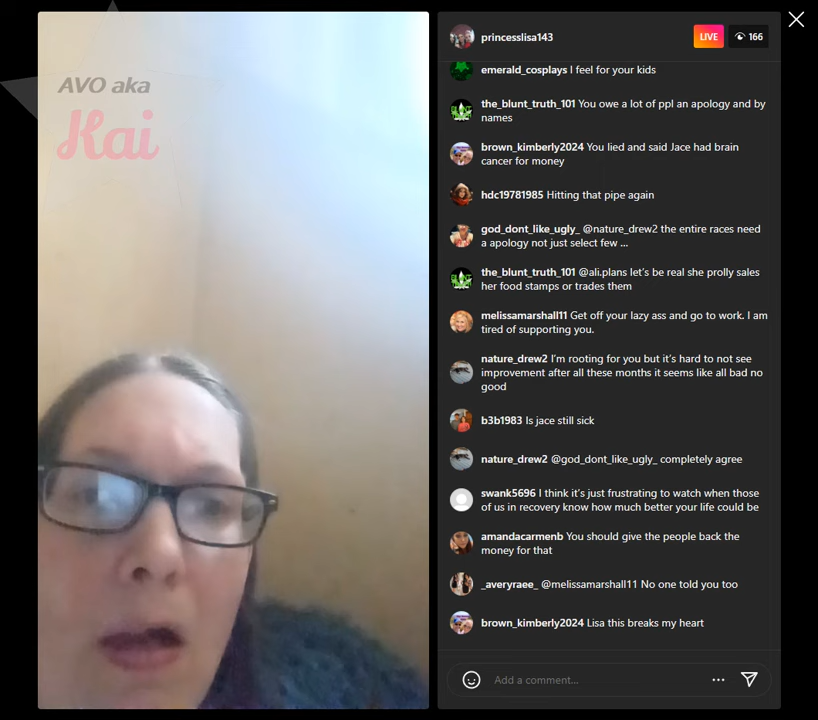 AVO aka
Kai
princesslisa143
LIVE
166
emerald_cosplays I feel for your kids
the_blunt_truth_101 You owe a lot of ppl an apology and by
names
brown_kimberly2024 You lied and said Jace had brain
cancer for money
hdc19781985 Hitting that pipe again
god_dont_like_ugly_ @nature_drew2 the entire races need
a apology not just select few ...
the_blunt_truth_101 @ali.plans let's be real she prolly sales
her food stamps or trades them
melissamarshall11 Get off your lazy ass and go to work. I am
tired of supporting you.
nature_drew2 I'm rooting for you but it's hard to not see
improvement after all these months it seems like all bad no
good
b3b1983 Is jace still sick
nature_drew2 @god_dont_like_ugly_ completely agree
swank5696 I think it's just frustrating to watch when those
of us in recovery know how much better your life could be
amandacarmenb You should give the people back the
money for that
_averyraee_ @melissamarshall11 No one told you too
brown_kimberly2024 Lisa this breaks my heart
Add a comment...